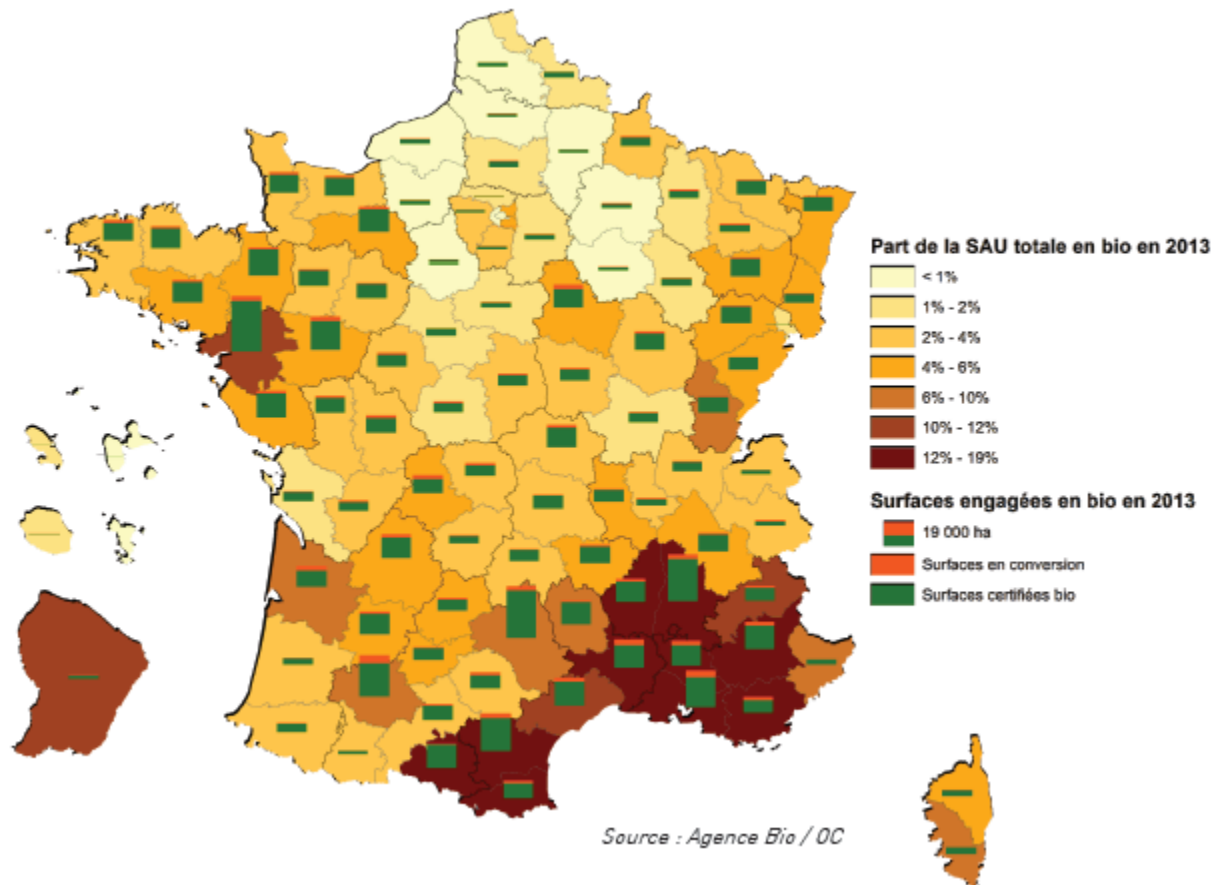 Part de la SAU totale en bio en 2013
< 1%
1% - 2%
2% - 4%
4% - 6%
6% - 10%
10% - 12%
12% - 19%
Surfaces engagées en bio en 2013
19 000 ha
Surfaces en conversion
Surfaces certifiées bio
Source : Agence Bio / OC